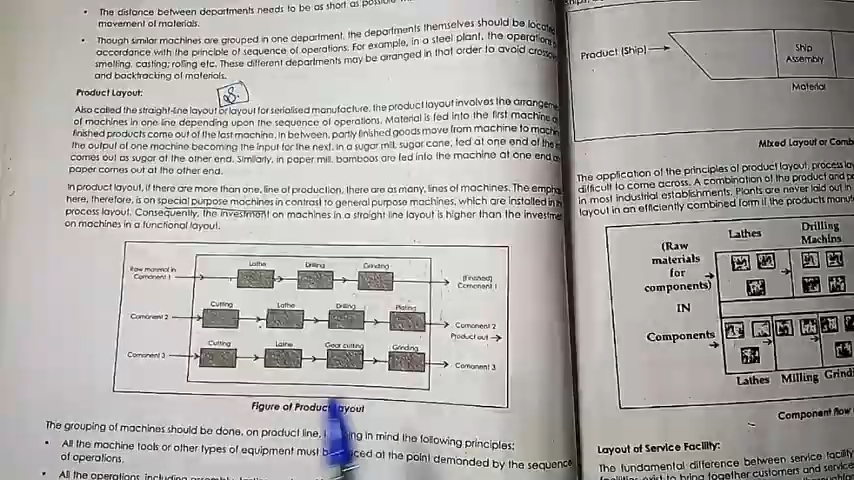 The distance between departments needs to be as short as possible
movement of materials.
Though similar machines are grouped in one department, the departments themselves should be located
accordance with the principle of sequence of operations. For example, in a steel plant, the operations
smelting, casting, rolling etc. These different departments may be arranged in that order to avoid
and backtracking of materials.
Product Layout:
Also called the straight-line layout or layout for serialised manufacture, the product layout involves the
of machines in one line depending upon the sequence of operations. Material is fed into the first machine
finished products come out of the last machine. In between, partly finished goods move from machine to
the output of one machine becoming the input for the next. In a sugar mill, sugar cane, fed at one end of the
comes out as sugar at the other end. Similarly, in paper mill, bamboos are fed into the machine at one end
paper comes out at the other end.
In product layout, if there are more than one, line of production, there are as many, lines of machines. The
here, therefore, is on special purpose machines in contrast to general purpose machines, which are installed in
process layout. Consequently, the investment on machines in a straight line layout is higher than the
on machines in a functional layout.
Raw material in
Lathe Drilling Grinding
(Finished)
Cutting Lathe Drilling Plating
Comonent 2
Comonent 2
Product out
Cutting Lathe Gear cutting Grinding
Comonent 3
Comonent 3
Figure of Product Layout
The grouping of machines should be done, on product line, in mind the following principles:
All the machine tools or other types of equipment must be at the point demanded by the sequence
of operations.
Product (Ship)
Ship
Assembly
Material
Mixed Layout or
The application of the principles of product layout, process
difficult to come across. A combination of the product and
in most industrial establishments. Plants are never laid out in
layout in an efficiently combined form if the products
Lathes Drilling
Machins
(Raw
materials
for
components)
IN
Components
Lathes Milling
Component flow
Layout of Service Facility:
The fundamental difference between service facility
to bring together customers and